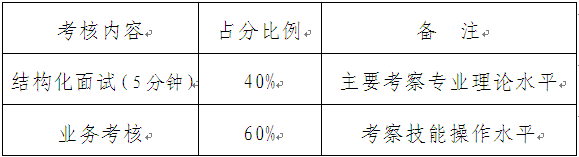 考核内容 占分比例 备 注
结构化面试(5分钟) 40% 主要考察专业理论水平
业务考核 60% 考察技能操作水平